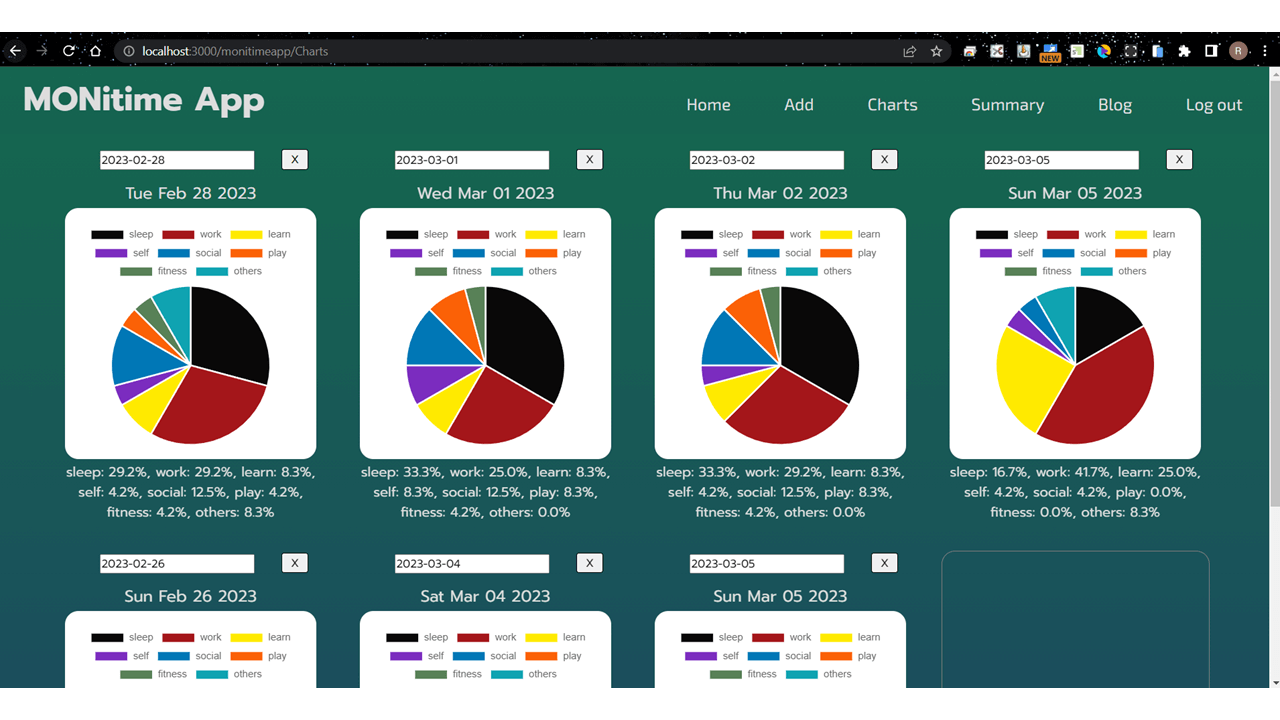 localhost:3000/monitimeapp/Charts
NEW
R
MONitime App
Home Add Charts Summary Blog Log out
2023-02-28 X
Tue Feb 28 2023
sleep work learn
self social play
fitness others
sleep: 29.2%, work: 29.2%, learn: 8.3%,
self: 4.2%, social: 12.5%, play: 4.2%,
fitness: 4.2%, others: 8.3%
2023-03-01 X
Wed Mar 01 2023
sleep work learn
self social play
fitness others
sleep: 33.3%, work: 25.0%, learn: 8.3%,
self: 8.3%, social: 12.5%, play: 8.3%,
fitness: 4.2%, others: 0.0%
2023-03-02 X
Thu Mar 02 2023
sleep work learn
self social play
fitness others
sleep: 33.3%, work: 29.2%, learn: 8.3%,
self: 4.2%, social: 12.5%, play: 8.3%,
fitness: 4.2%, others: 0.0%
2023-03-05 X
Sun Mar 05 2023
sleep work learn
self social play
fitness others
sleep: 16.7%, work: 41.7%, learn: 25.0%,
self: 4.2%, social: 4.2%, play: 0.0%,
fitness: 0.0%, others: 8.3%
2023-02-26 X
Sun Feb 26 2023
sleep work learn
self social play
fitness others
2023-03-04 X
Sat Mar 04 2023
sleep work learn
self social play
fitness others
2023-03-05 X
Sun Mar 05 2023
sleep work learn
self social play
fitness others